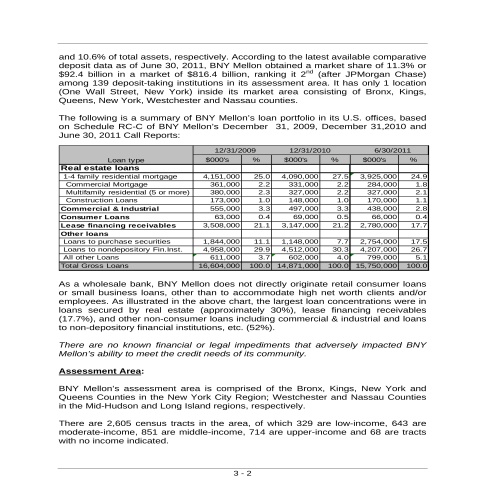 and 10.6% of total assets, respectively. According to the latest available comparative
deposit data as of June 30, 2011, BNY Mellon obtained a market share of 11.3% or
$92.4 billion in a market of $816.4 billion, ranking it 2nd (after JPMorgan Chase)
among 139 deposit-taking institutions in its assessment area. It has only 1 location
(One Wall Street, New York) inside its market area consisting of Bronx, Kings,
Queens, New York, Westchester and Nassau counties.
The following is a summary of BNY Mellon's loan portfolio in its U.S. offices, based
on Schedule RC-C of BNY Mellon's December 31, 2009, December 31,2010 and
June 30, 2011 Call Reports:
12/31/2009 12/31/2010 6/30/2011
Loan type $000's % $000's % $000's %
Real estate loans
1-4 family residential mortgage 4,151,000 25.0 4,090,000 27.5 3,925,000 24.9
Commercial Mortgage 361,000 2.2 331,000 2.2 284,000 1.8
Multifamily residential (5 or more) 380,000 2.3 327,000 2.2 327,000 2.1
Construction Loans 173,000 1.0 148,000 1.0 170,000 1.1
Commercial & Industrial 555,000 3.3 497,000 3.3 438,000 2.8
Consumer Loans 63,000 0.4 69,000 0.5 66,000 0.4
Lease financing receivables 3,508,000 21.1 3,147,000 21.2 2,780,000 17.7
Other loans
Loans to purchase securities 1,844,000 11.1 1,148,000 7.7 2,754,000 17.5
Loans to nondepository Fin.Inst. 4,958,000 29.9 4,512,000 30.3 4,207,000 26.7
All other Loans 611,000 3.7 602,000 4.0 799,000 5.1
Total Gross Loans 16,604,000 100.0 14,871,000 100.0 15,750,000 100.0
As a wholesale bank, BNY Mellon does not directly originate retail consumer loans
or small business loans, other than to accommodate high net worth clients and/or
employees. As illustrated in the above chart, the largest loan concentrations were in
loans secured by real estate (approximately 30%), lease financing receivables
(17.7%), and other non-consumer loans including commercial & industrial and loans
to non-depository financial institutions, etc. (52%).
There are no known financial or legal impediments that adversely impacted BNY
Mellon's ability to meet the credit needs of its community.
Assessment Area:
BNY Mellon's assessment area is comprised of the Bronx, Kings, New York and
Queens Counties in the New York City Region; Westchester and Nassau Counties
in the Mid-Hudson and Long Island regions, respectively.
There are 2,605 census tracts in the area, of which 329 are low-income, 643 are
moderate-income, 851 are middle-income, 714 are upper-income and 68 are tracts
with no income indicated.
3 - 2